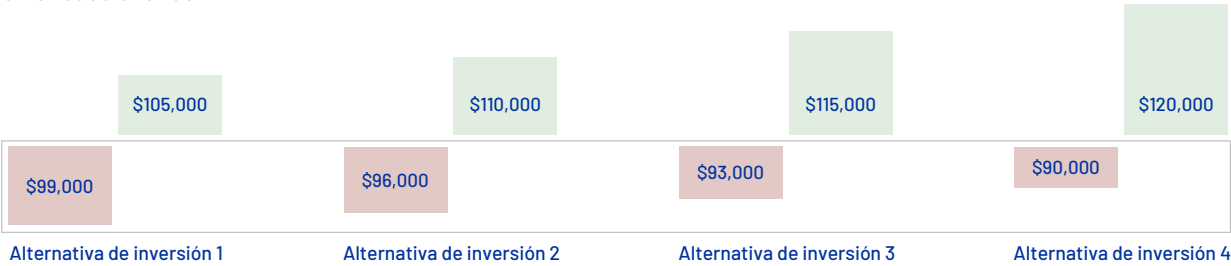 $105,000
$110,000
$115,000
$120,000
$99,000
$96,000
$93,000
$90,000
Alternativa de inversión 1
Alternativa de inversión 2
Alternativa de inversión 3
Alternativa de inversión 4